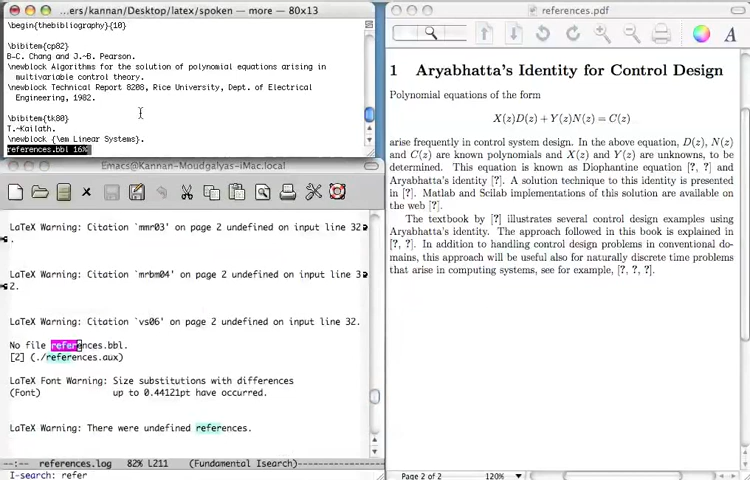 ...ers/kannan/Desktop/latex/spoken — more — 80x13
\begin{thebibliography}{10}
\bibitem{cp82}
B~C. Chang and J.~B. Pearson.
\newblock Algorithms for the solution of polynomial equations arising in
multivariable control theory.
\newblock Technical Report 8208, Rice University, Dept. of Electrical
Engineering, 1982.
\bibitem{tk80}
T.~Kailath.
\newblock {\em Linear Systems}.
references.bbl 16%
Emacs@Kannan-Moudgalyas-iMac.local
LaTeX Warning: Citation `mmr03' on page 2 undefined on input line 32
.
LaTeX Warning: Citation `mrbm04' on page 2 undefined on input line 3
2.
LaTeX Warning: Citation `vs06' on page 2 undefined on input line 32.
No file references.bbl.
[2] (./references.aux)
LaTeX Font Warning: Size substitutions with differences
(Font) up to 0.44121pt have occurred.
LaTeX Warning: There were undefined references.
--:-- references.log 82% L211 (Fundamental Isearch)
I-search: refer
references.pdf
1 Aryabhatta's Identity for Control Design
Polynomial equations of the form
X(z)D(z) + Y(z)N(z) = C(z)
arise frequently in control system design. In the above equation, D(z), N(z)
and C(z) are known polynomials and X(z) and Y(z) are unknowns, to be
determined. This equation is known as Diophantine equation [?, ?] and
Aryabhatta's identity [?]. A solution technique to this identity is presented
in [?]. Matlab and Scilab implementations of this solution are available on
the web [?].
The textbook by [?] illustrates several control design examples using
Aryabhatta's identity. The approach followed in this book is explained in
[?, ?]. In addition to handling control design problems in conventional do-
mains, this approach will be useful also for naturally discrete time problems
that arise in computing systems, see for example, [?, ?, ?].
Page 2 of 2 120%